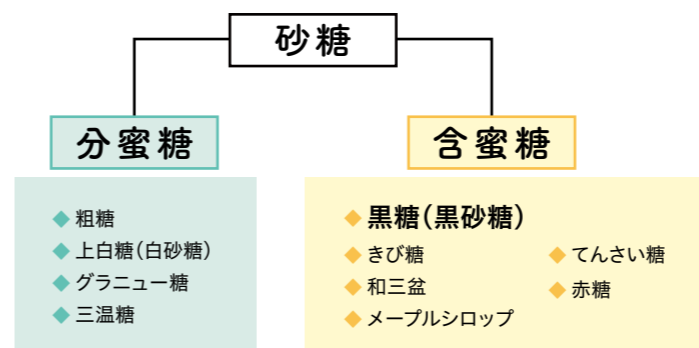 砂糖
分蜜糖
◆ 粗糖
◆ 上白糖(白砂糖)
◆ グラニュー糖
◆ 三温糖
含蜜糖
◆ 黒糖(黒砂糖)
◆ きび糖
◆ 和三盆
◆ メープルシロップ
◆ てんさい糖
◆ 赤糖